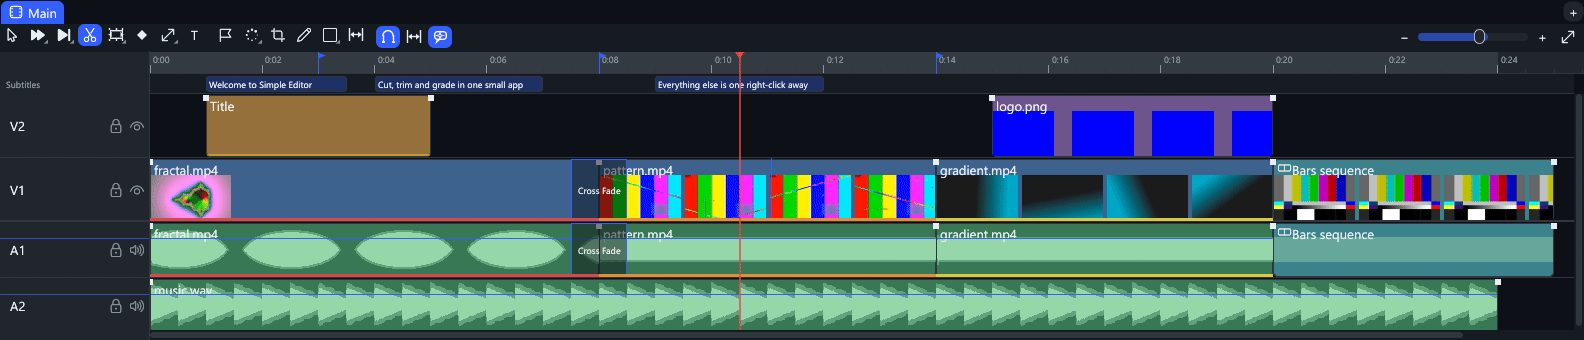 Main
T
0:00 0:02 0:04 0:06 0:08 0:10 0:12 0:14 0:16 0:18 0:20 0:22 0:24
Subtitles
Welcome to Simple Editor
Cut, trim and grade in one small app
Everything else is one right-click away
V2
Title
logo.png
V1
fractal.mp4
Cross Fade
pattern.mp4
gradient.mp4
Bars sequence
A1
fractal.mp4
Cross Fade
pattern.mp4
gradient.mp4
Bars sequence
A2
music.wav